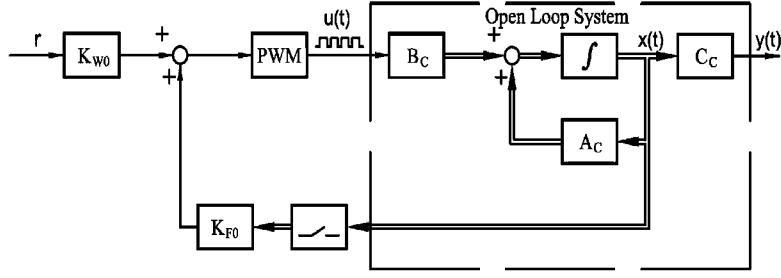 Open Loop System
u(t)
r
K_W0
+
+
PWM
B_C
+
+
∫
x(t)
C_C
y(t)
A_C
K_F0